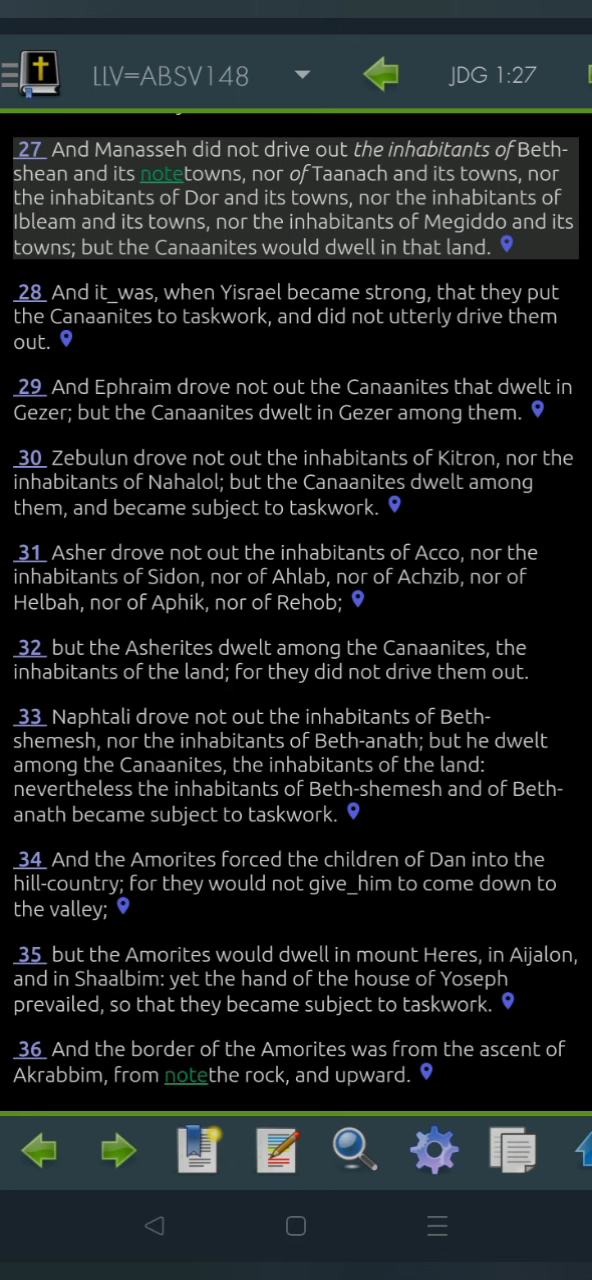 LLV=ABSV148
JDG 1:27
27 And Manasseh did not drive out the inhabitants of Beth-
shean and its notetowns, nor of Taanach and its towns, nor
the inhabitants of Dor and its towns, nor the inhabitants of
Ibleam and its towns, nor the inhabitants of Megiddo and its
towns; but the Canaanites would dwell in that land.
28 And it_was, when Yisrael became strong, that they put
the Canaanites to taskwork, and did not utterly drive them
out.
29 And Ephraim drove not out the Canaanites that dwelt in
Gezer; but the Canaanites dwelt in Gezer among them.
30 Zebulun drove not out the inhabitants of Kitron, nor the
inhabitants of Nahalol; but the Canaanites dwelt among
them, and became subject to taskwork.
31 Asher drove not out the inhabitants of Acco, nor the
inhabitants of Sidon, nor of Ahlab, nor of Achzib, nor of
Helbah, nor of Aphik, nor of Rehob;
32 but the Asherites dwelt among the Canaanites, the
inhabitants of the land; for they did not drive them out.
33 Naphtali drove not out the inhabitants of Beth-
shemesh, nor the inhabitants of Beth-anath; but he dwelt
among the Canaanites, the inhabitants of the land:
nevertheless the inhabitants of Beth-shemesh and of Beth-
anath became subject to taskwork.
34 And the Amorites forced the children of Dan into the
hill-country; for they would not give_him to come down to
the valley;
35 but the Amorites would dwell in mount Heres, in Aijalon,
and in Shaalbim: yet the hand of the house of Yoseph
prevailed, so that they became subject to taskwork.
36 And the border of the Amorites was from the ascent of
Akrabbim, from notethe rock, and upward.